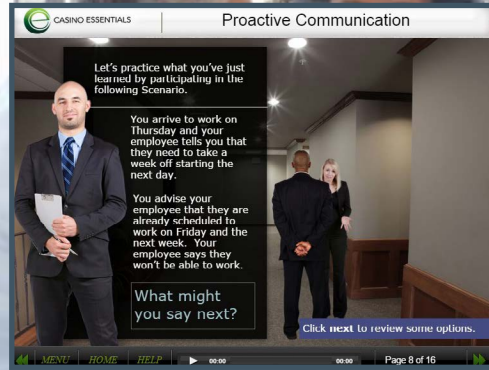 CASINO ESSENTIALS
Proactive Communication
Let's practice what you've just
learned by participating in the
following Scenario.
You arrive to work on
Thursday and your
employee tells you that
they need to take a
week off starting the
next day.
You advise your
employee that they are
already scheduled to
work on Friday and the
next week. Your
employee says they
won't be able to work.
What might
you say next?
Click next to review some options.
MENU HOME HELP 00:00 00:00 Page 8 of 16